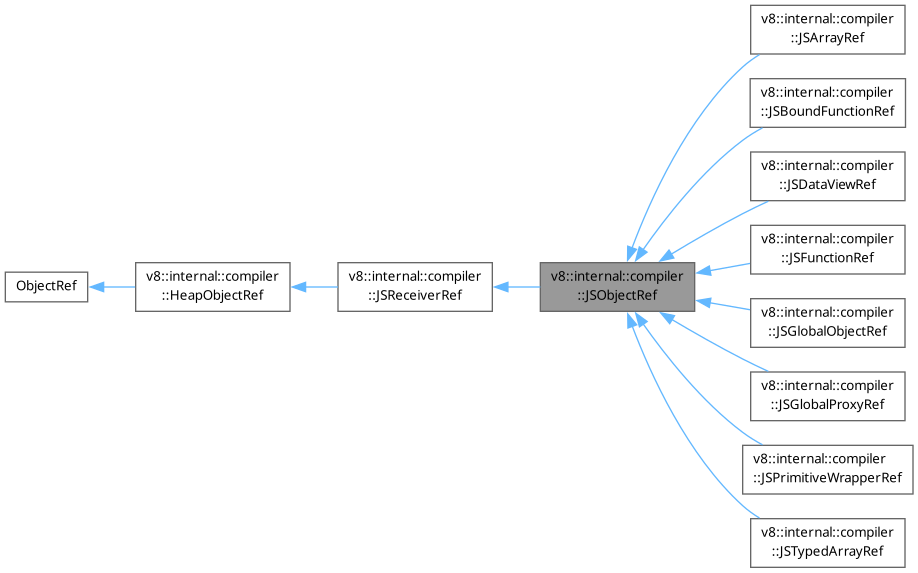 ObjectRef
v8::internal::compiler
::HeapObjectRef
v8::internal::compiler
::JSReceiverRef
v8::internal::compiler
::JSObjectRef
v8::internal::compiler
::JSArrayRef
v8::internal::compiler
::JSBoundFunctionRef
v8::internal::compiler
::JSDataViewRef
v8::internal::compiler
::JSFunctionRef
v8::internal::compiler
::JSGlobalObjectRef
v8::internal::compiler
::JSGlobalProxyRef
v8::internal::compiler
::JSPrimitiveWrapperRef
v8::internal::compiler
::JSTypedArrayRef